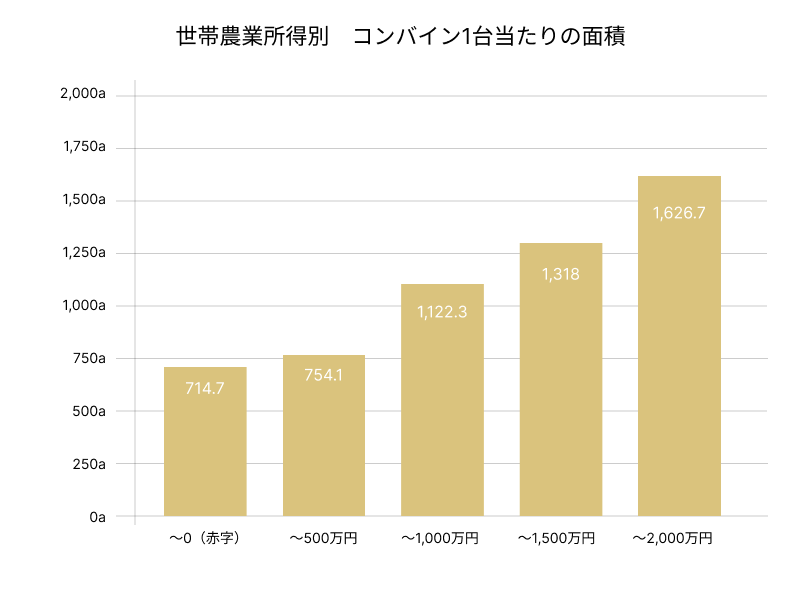 世帯農業所得別　コンバイン1台当たりの面積
2,000a
1,750a
1,500a
1,250a
1,000a
750a
500a
250a
0a
714.7
754.1
1,122.3
1,318
1,626.7
〜0（赤字）
〜500万円
〜1,000万円
〜1,500万円
〜2,000万円